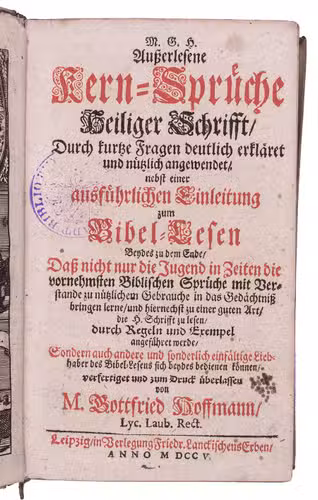 M. G. H.
Außerlesene
Kern-Sprüche
Heiliger Schrifft/
Durch kurtze Fragen deutlich erkläret
und nützlich angewendet/
nebst einer
ausführlichen Einleitung
zum
Bibel-Lesen
Beydes zu dem Ende/
Daß nicht nur die Jugend in Zeiten die
vornehmsten Biblischen Sprüche mit Ver-
stande zu nützlichem Gebrauche in das Gedächtniß
bringen lerne/und hiernechst zu einer guten Art/
die H. Schrifft zu lesen/
durch Regeln und Exempel
angeführet werde/
Sondern auch andere und sonderlich einfältige Lieb-
haber des Bibel-Lesens sich beydes bedienen können/
verfertiget und zum Druck überlassen
von
M. Gottfried Hoffmann/
Lyc. Laub. Rect.
Leipzig/in Verlegung Friedr. Lanckischens Erben/
ANNO MDCCV.